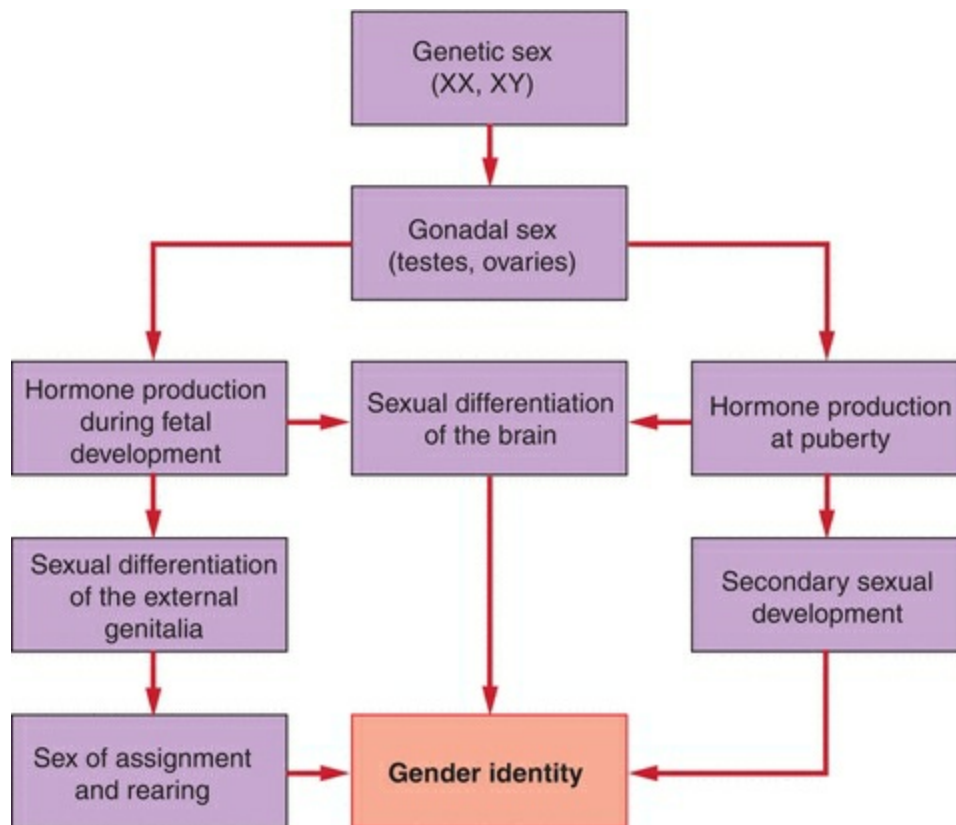 Genetic sex
(XX, XY)
Gonadal sex
(testes, ovaries)
Hormone production
during fetal
development
Sexual differentiation
of the brain
Hormone production
at puberty
Sexual differentiation
of the external
genitalia
Secondary sexual
development
Sex of assignment
and rearing
Gender identity